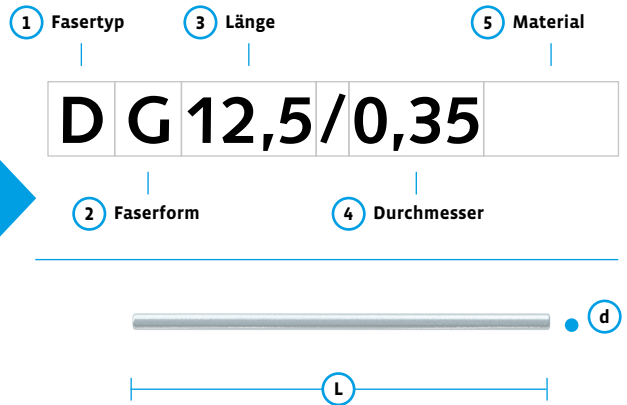 1 Fasertyp 3 Länge 5 Material
D G 12,5 / 0,35
2 Faserform 4 Durchmesser
d
L